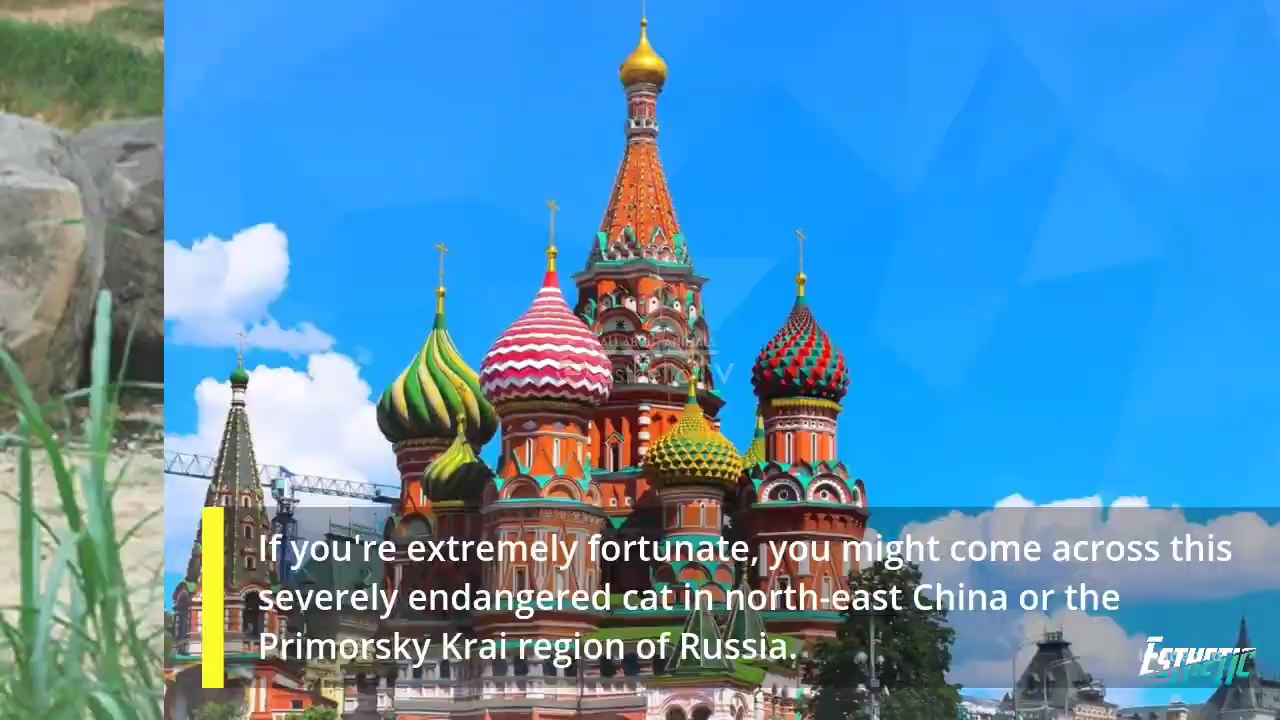 If you're extremely fortunate, you might come across this
severely endangered cat in north-east China or the
Primorsky Krai region of Russia.
ESTHETIC